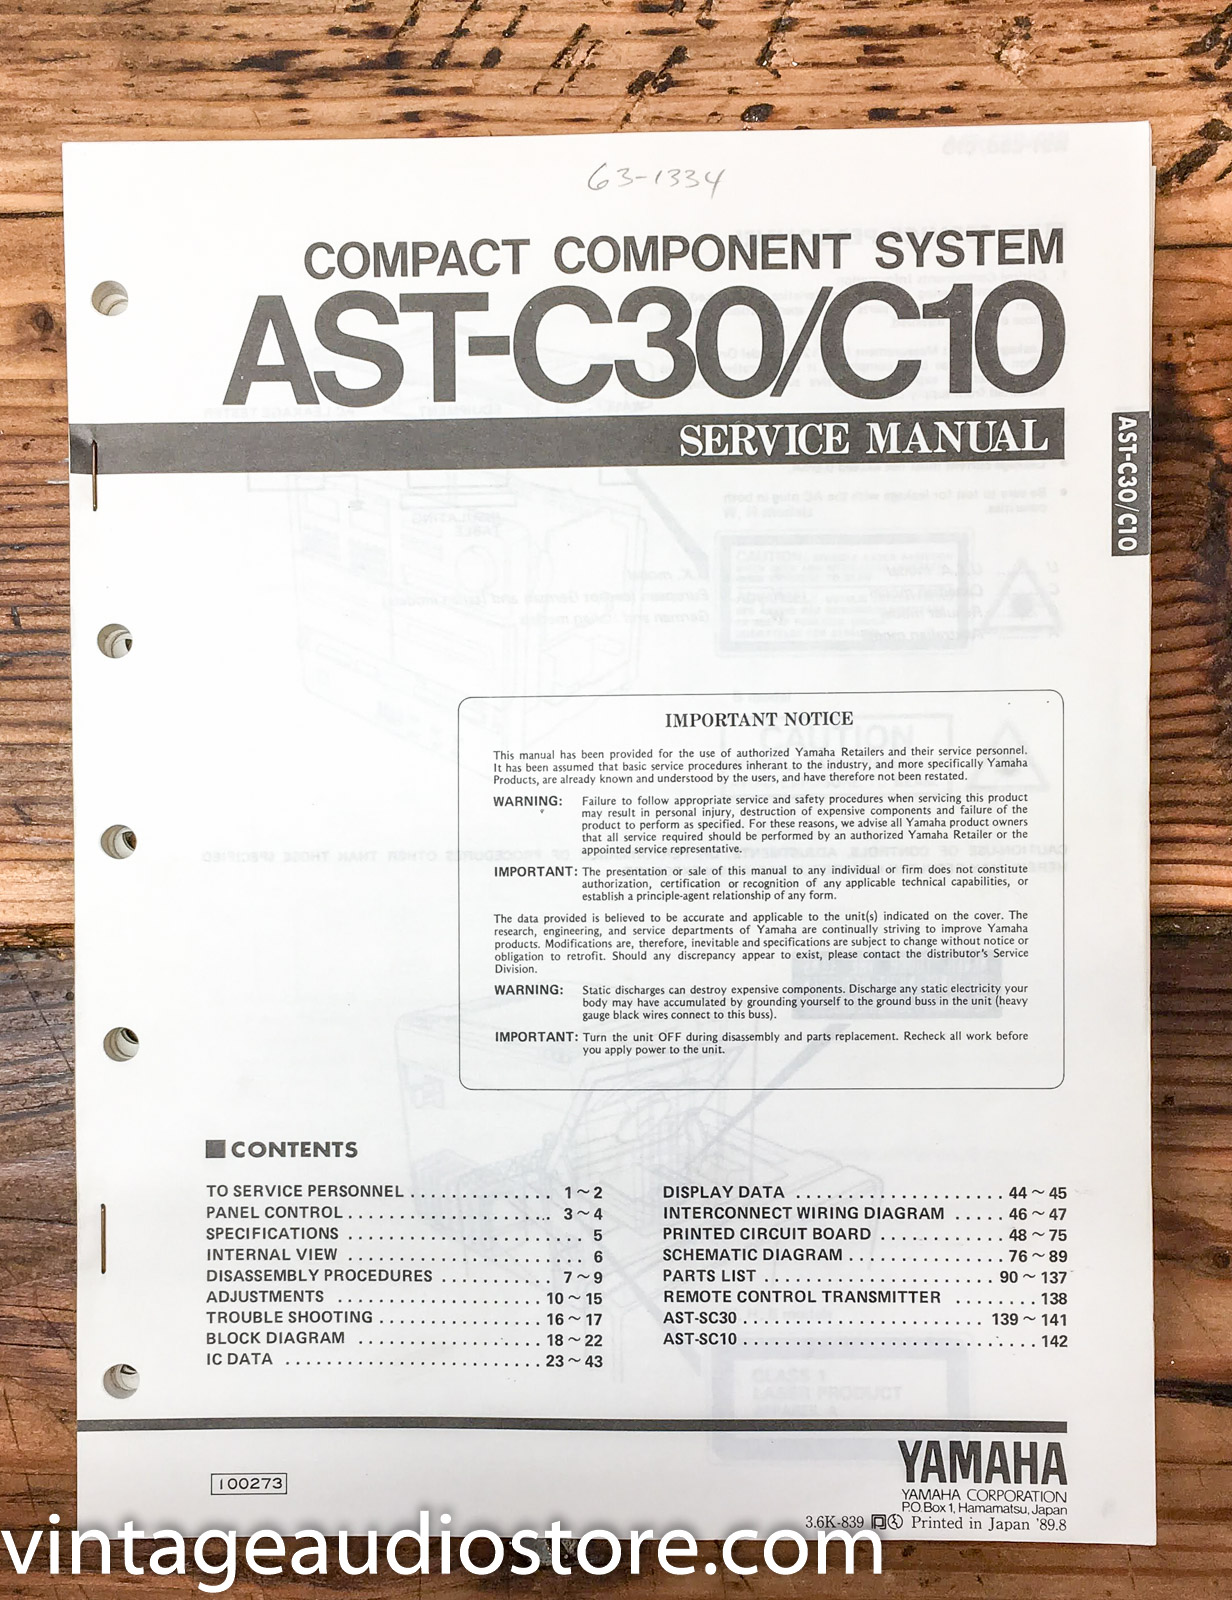 63-1334
COMPACT COMPONENT SYSTEM
AST-C30/C10
SERVICE MANUAL
AST-C30/C10
IMPORTANT NOTICE
This manual has been provided for the use of authorized Yamaha Retailers and their service personnel.
It has been assumed that basic service procedures inherant to the industry, and more specifically Yamaha
Products, are already known and understood by the users, and have therefore not been restated.
WARNING: Failure to follow appropriate service and safety procedures when servicing this product
may result in personal injury, destruction of expensive components and failure of the
product to perform as specified. For these reasons, we advise all Yamaha product owners
that all service required should be performed by an authorized Yamaha Retailer or the
appointed service representative.
IMPORTANT: The presentation or sale of this manual to any individual or firm does not constitute
authorization, certification or recognition of any applicable technical capabilities, or
establish a principle-agent relationship of any form.
The data provided is believed to be accurate and applicable to the unit(s) indicated on the cover. The
research, engineering, and service departments of Yamaha are continually striving to improve Yamaha
products. Modifications are, therefore, inevitable and specifications are subject to change without notice or
obligation to retrofit. Should any discrepancy appear to exist, please contact the distributor's Service
Division.
WARNING: Static discharges can destroy expensive components. Discharge any static electricity your
body may have accumulated by grounding yourself to the ground buss in the unit (heavy
gauge black wires connect to this buss).
IMPORTANT: Turn the unit OFF during disassembly and parts replacement. Recheck all work before
you apply power to the unit.
■ CONTENTS
TO SERVICE PERSONNEL .............. 1 ~ 2
PANEL CONTROL .................... 3 ~ 4
SPECIFICATIONS ........................ 5
INTERNAL VIEW ........................ 6
DISASSEMBLY PROCEDURES ........... 7 ~ 9
ADJUSTMENTS .................... 10 ~ 15
TROUBLE SHOOTING ................ 16 ~ 17
BLOCK DIAGRAM .................. 18 ~ 22
IC DATA ......................... 23 ~ 43
DISPLAY DATA ..................... 44 ~ 45
INTERCONNECT WIRING DIAGRAM ..... 46 ~ 47
PRINTED CIRCUIT BOARD ............ 48 ~ 75
SCHEMATIC DIAGRAM ................ 76 ~ 89
PARTS LIST ....................... 90 ~ 137
REMOTE CONTROL TRANSMITTER ........ 138
AST-SC30 ........................ 139 ~ 141
AST-SC10 ............................. 142
100273
YAMAHA
YAMAHA CORPORATION
P.O.Box 1, Hamamatsu, Japan
3.6K-839 Printed in Japan '89.8
vintageaudiostore.com